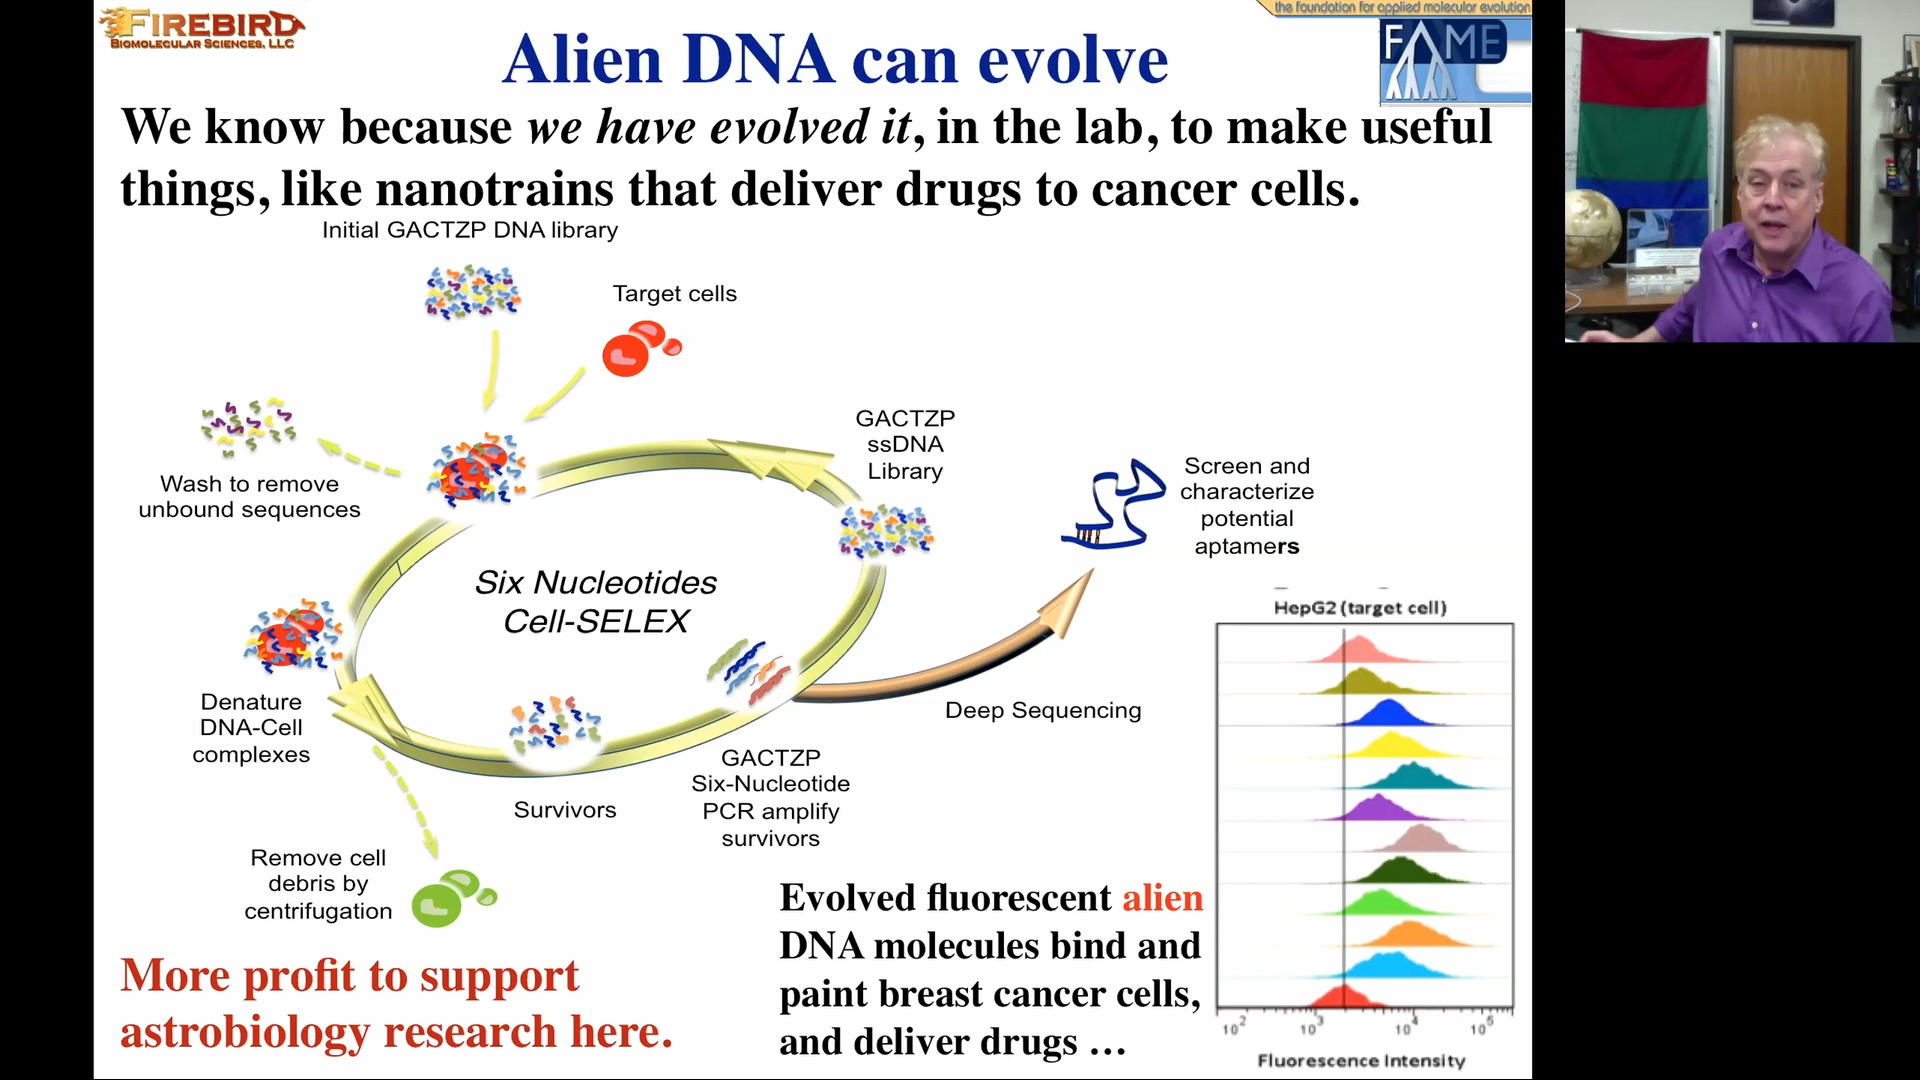 FIREBIRD
BIOMOLECULAR SCIENCES, LLC
the foundation for applied molecular evolution
FAME
Alien DNA can evolve
We know because we have evolved it, in the lab, to make useful
things, like nanotrains that deliver drugs to cancer cells.
Initial GACTZP DNA library
Target cells
Wash to remove
unbound sequences
GACTZP
ssDNA
Library
Screen and
characterize
potential
aptamers
Six Nucleotides
Cell-SELEX
Denature
DNA-Cell
complexes
Deep Sequencing
Survivors
GACTZP
Six-Nucleotide
PCR amplify
survivors
Remove cell
debris by
centrifugation
HepG2 (target cell)
10² 10³ 10⁴ 10⁵
Fluorescence Intensity
Evolved fluorescent alien
DNA molecules bind and
paint breast cancer cells,
and deliver drugs …
More profit to support
astrobiology research here.